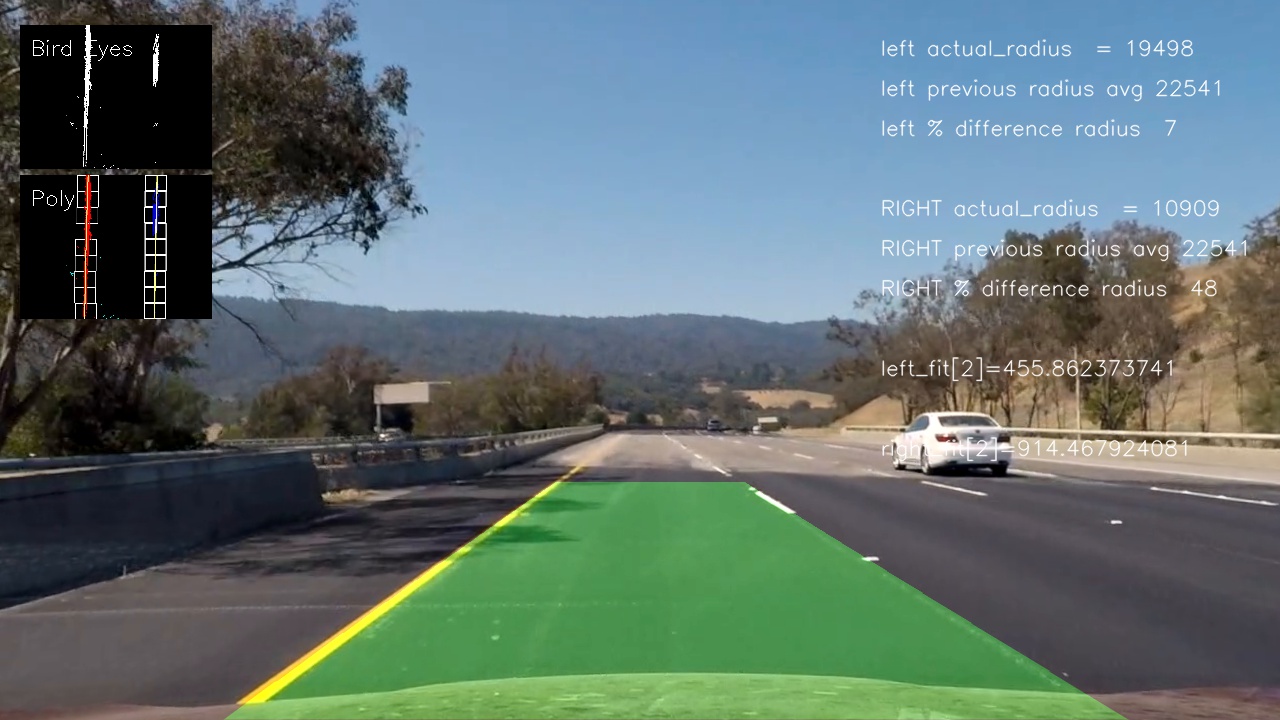 Bird Eyes
Poly
left actual_radius = 19498
left previous radius avg 22541
left % difference radius 7
RIGHT actual_radius = 10909
RIGHT previous radius avg 22541
RIGHT % difference radius 48
left_fit[2]=455.862373741
right_fit[2]=914.467924081